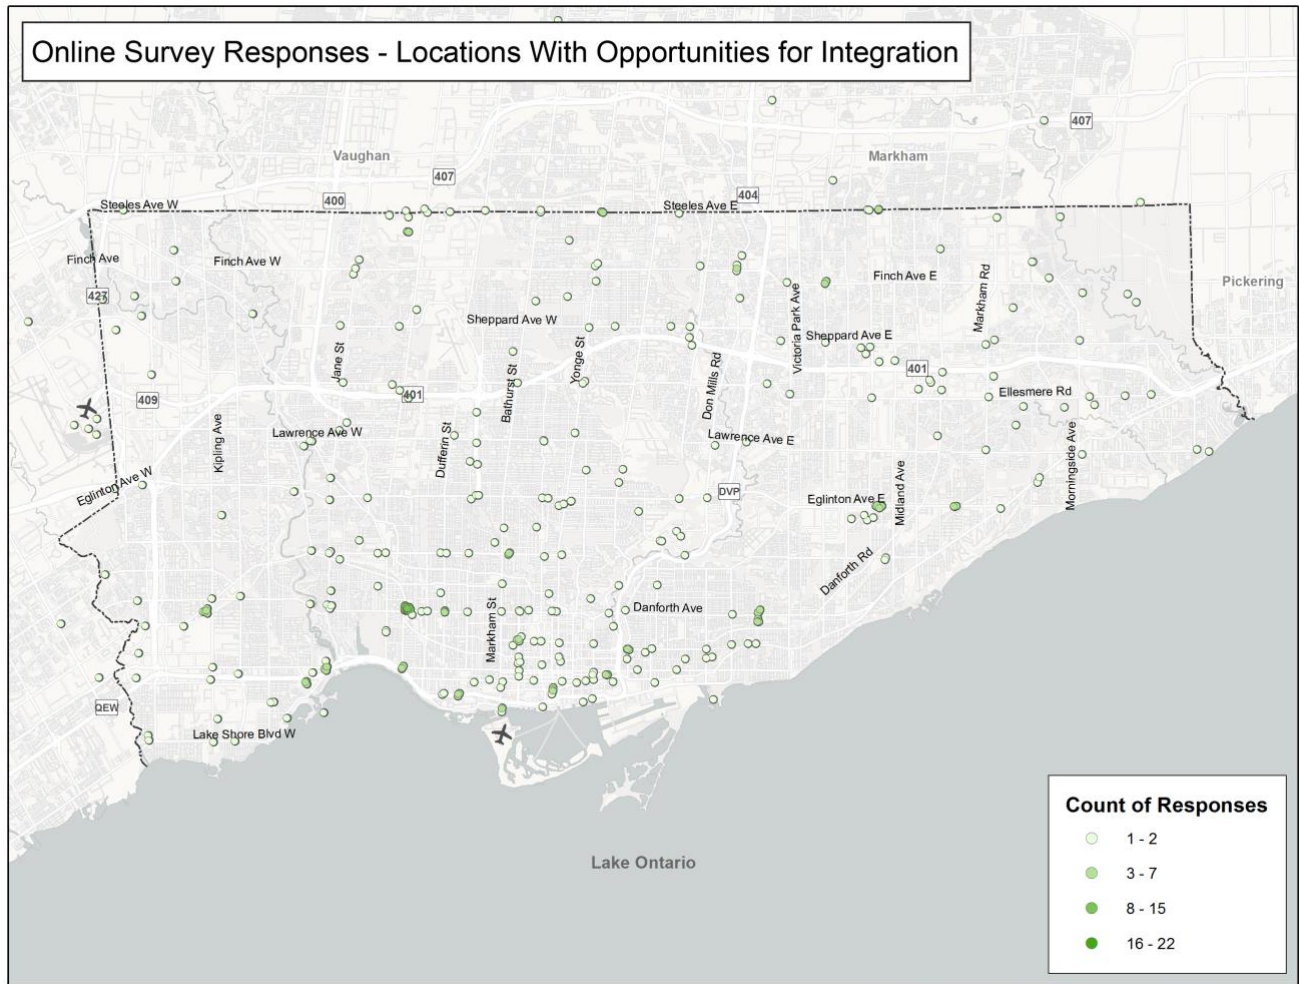 Online Survey Responses - Locations With Opportunities for Integration
407
Vaughan
Markham
407
404
400
Steeles Ave W
Steeles Ave E
Finch Ave
Finch Ave W
Finch Ave E
Markham Rd
Pickering
427
Victoria Park Ave
Sheppard Ave W
Sheppard Ave E
Jane St
Yonge St
Bathurst St
Don Mills Rd
401
401
Ellesmere Rd
409
Kipling Ave
Lawrence Ave W
Dufferin St
Lawrence Ave E
Morningside Ave
Eglinton Ave W
DVP
Eglinton Ave E
Midland Ave
Danforth Rd
Markham St
Danforth Ave
QEW
Lake Shore Blvd W
Lake Ontario
Count of Responses
1 - 2
3 - 7
8 - 15
16 - 22